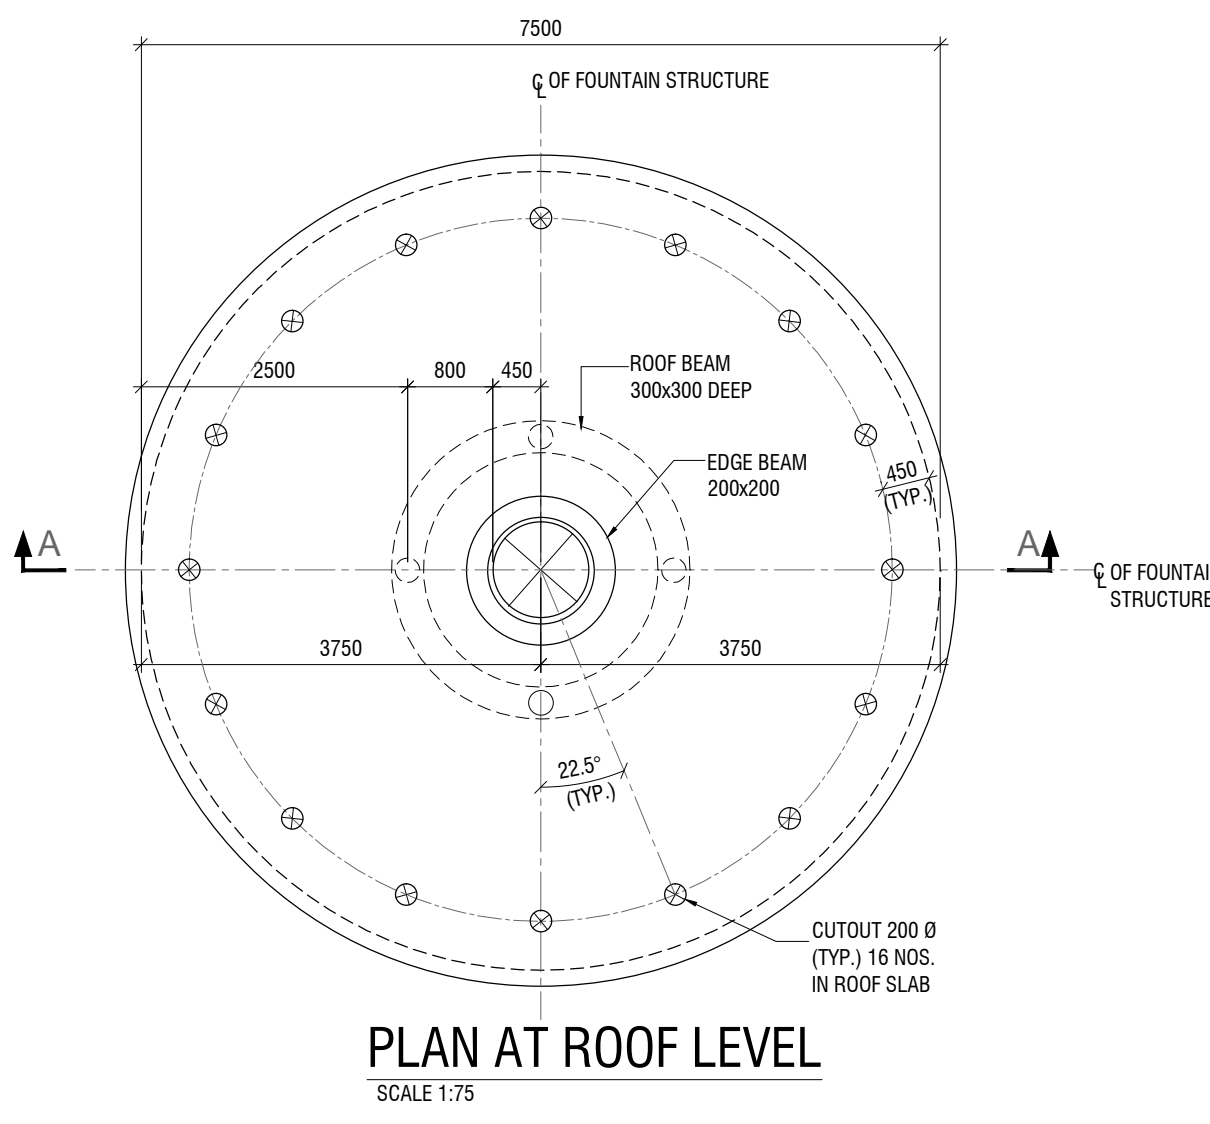 7500
℄ OF FOUNTAIN STRUCTURE
2500
800
450
ROOF BEAM
300x300 DEEP
EDGE BEAM
200x200
450
(TYP.)
A
A
℄ OF FOUNTAI
STRUCTURE
3750
3750
22.5°
(TYP.)
CUTOUT 200 Ø
(TYP.) 16 NOS.
IN ROOF SLAB
PLAN AT ROOF LEVEL
SCALE 1:75